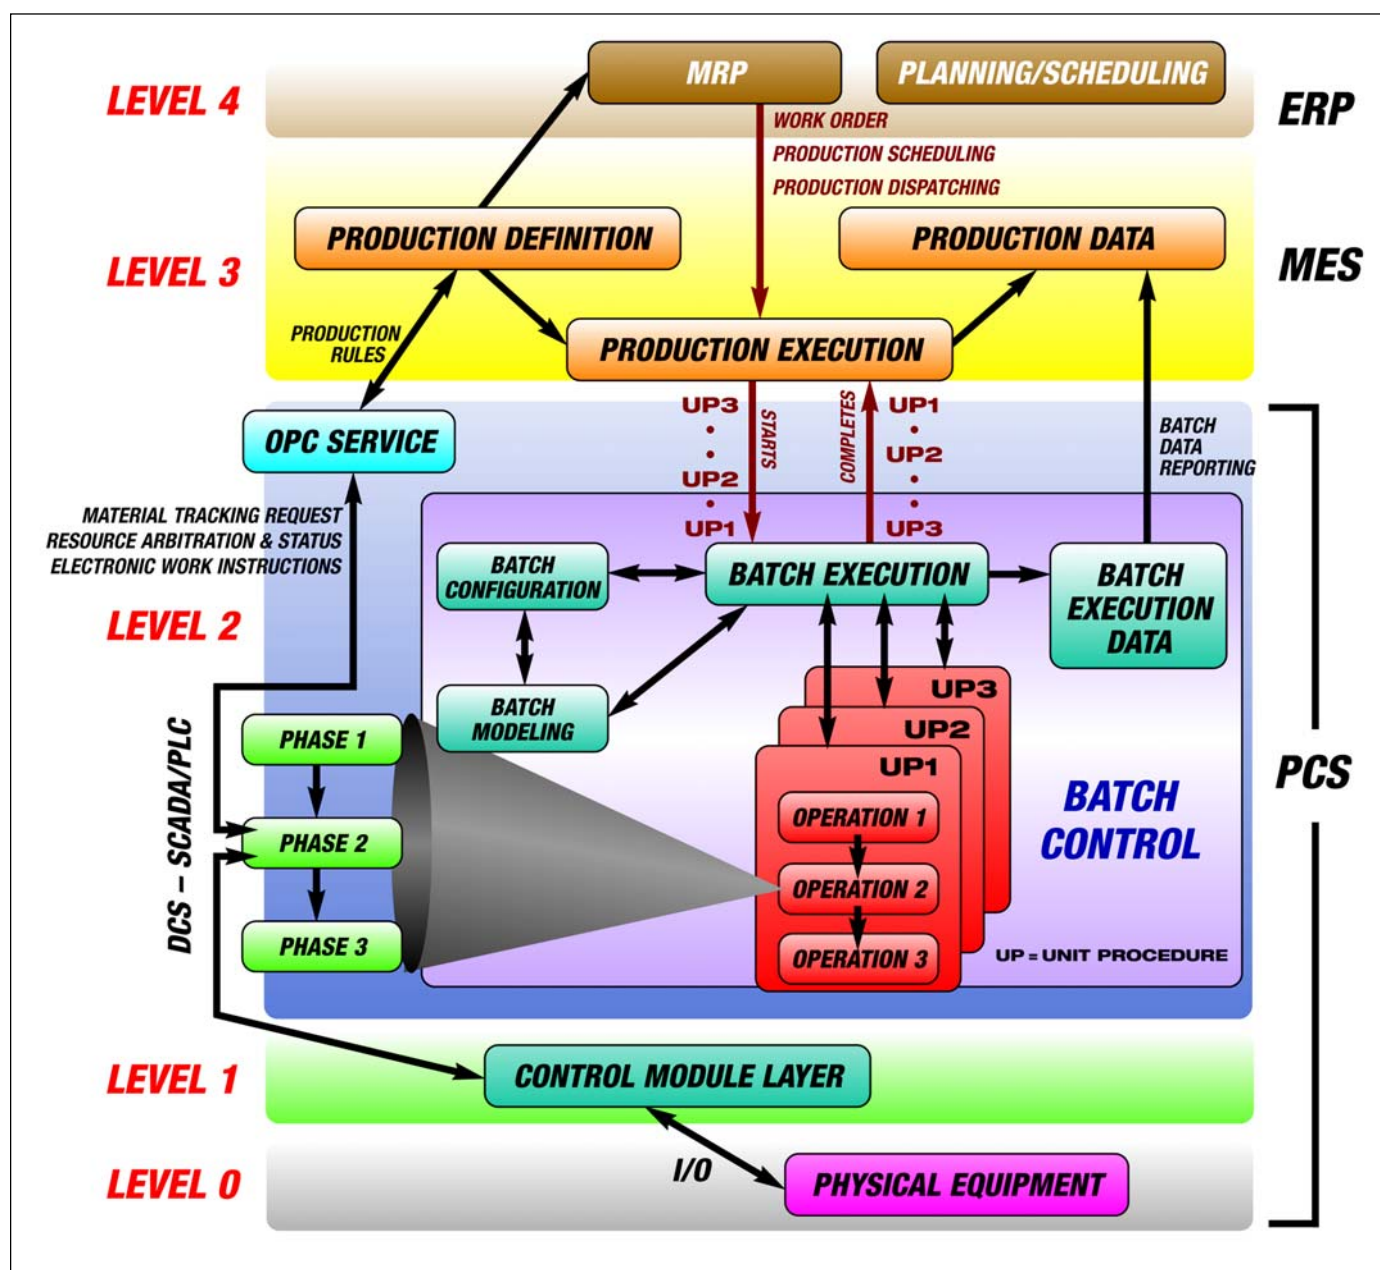 MRP
PLANNING/SCHEDULING
LEVEL 4
ERP
WORK ORDER
PRODUCTION SCHEDULING
PRODUCTION DISPATCHING
PRODUCTION DEFINITION
PRODUCTION DATA
LEVEL 3
MES
PRODUCTION
RULES
PRODUCTION EXECUTION
OPC SERVICE
UP3
STARTS
COMPLETES
UP1
UP2
UP2
UP1
UP3
BATCH
DATA
REPORTING
MATERIAL TRACKING REQUEST
RESOURCE ARBITRATION & STATUS
ELECTRONIC WORK INSTRUCTIONS
BATCH
CONFIGURATION
BATCH EXECUTION
BATCH
EXECUTION
DATA
LEVEL 2
BATCH
MODELING
UP3
UP2
UP1
DCS – SCADA/PLC
PHASE 1
PHASE 2
PHASE 3
OPERATION 1
OPERATION 2
OPERATION 3
BATCH
CONTROL
UP = UNIT PROCEDURE
PCS
LEVEL 1
CONTROL MODULE LAYER
I/O
LEVEL 0
PHYSICAL EQUIPMENT